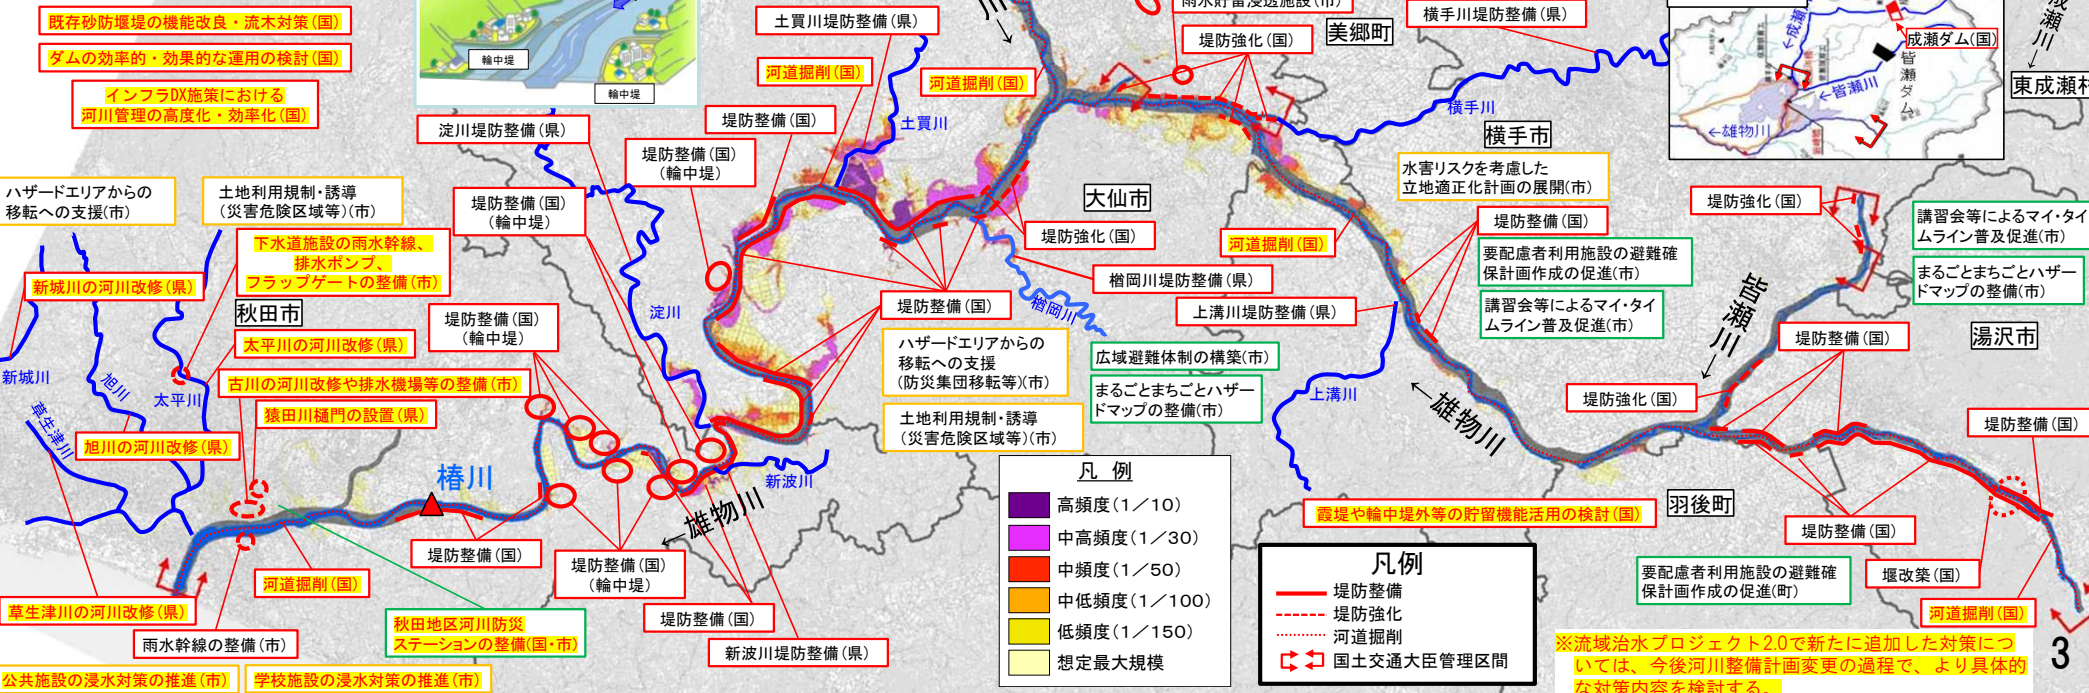 既存砂防堰堤の機能改良・流木対策(国)
ダムの効率的・効果的な運用の検討(国)
インフラDX施策における
河川管理の高度化・効率化(国)
輪中堤
輪中堤
土買川堤防整備(県)
川
雨水貯留浸透施設(市)
美郷町
横手川堤防整備(県)
堤防強化(国)
河道掘削(国)
河道掘削(国)
堤防整備(国)
土買川
淀川堤防整備(県)
堤防整備(国)
(輪中堤)
横手川
横手市
成瀬ダム(国)
←成瀬川
皆瀬ダム
←皆瀬川
←雄物川
成瀬川→
東成瀬村
水害リスクを考慮した
立地適正化計画の展開(市)
ハザードエリアからの
移転への支援(市)
土地利用規制・誘導
(災害危険区域等)(市)
堤防整備(国)
(輪中堤)
大仙市
堤防強化(国)
河道掘削(国)
堤防整備(国)
堤防強化(国)
講習会等によるマイ・タイ
ムライン普及促進(市)
下水道施設の雨水幹線、
排水ポンプ、
フラップゲートの整備(市)
要配慮者利用施設の避難確
保計画作成の促進(市)
まるごとまちごとハザー
ドマップの整備(市)
新城川の河川改修(県)
楢岡川堤防整備(県)
楢岡川
堤防整備(国)
上溝川堤防整備(県)
講習会等によるマイ・タイ
ムライン普及促進(市)
皆瀬川→
秋田市
淀川
堤防整備(国)
(輪中堤)
太平川の河川改修(県)
ハザードエリアからの
移転への支援
(防災集団移転等)(市)
広域避難体制の構築(市)
堤防整備(国)
湯沢市
新城川
旭川
太平川
古川の河川改修や排水機場等の整備(市)
まるごとまちごとハザー
ドマップの整備(市)
上溝川
堤防強化(国)
草生津川
猿田川樋門の設置(県)
土地利用規制・誘導
(災害危険区域等)(市)
←雄物川
堤防整備(国)
旭川の河川改修(県)
椿川
新波川
←雄物川
凡 例
高頻度(1/10)
中高頻度(1/30)
中頻度(1/50)
中低頻度(1/100)
低頻度(1/150)
想定最大規模
霞堤や輪中堤外等の貯留機能活用の検討(国)
羽後町
堤防整備(国)
堤防整備(国)
堤防整備(国)
(輪中堤)
凡例
堤防整備
堤防強化
河道掘削
国土交通大臣管理区間
要配慮者利用施設の避難確
保計画作成の促進(町)
堰改築(国)
河道掘削(国)
河道掘削(国)
草生津川の河川改修(県)
秋田地区河川防災
ステーションの整備(国・市)
堤防整備(国)
雨水幹線の整備(市)
新波川堤防整備(県)
公共施設の浸水対策の推進(市)
学校施設の浸水対策の推進(市)
※流域治水プロジェクト2.0で新たに追加した対策につ
いては、今後河川整備計画変更の過程で、より具体的
な対策内容を検討する。
3